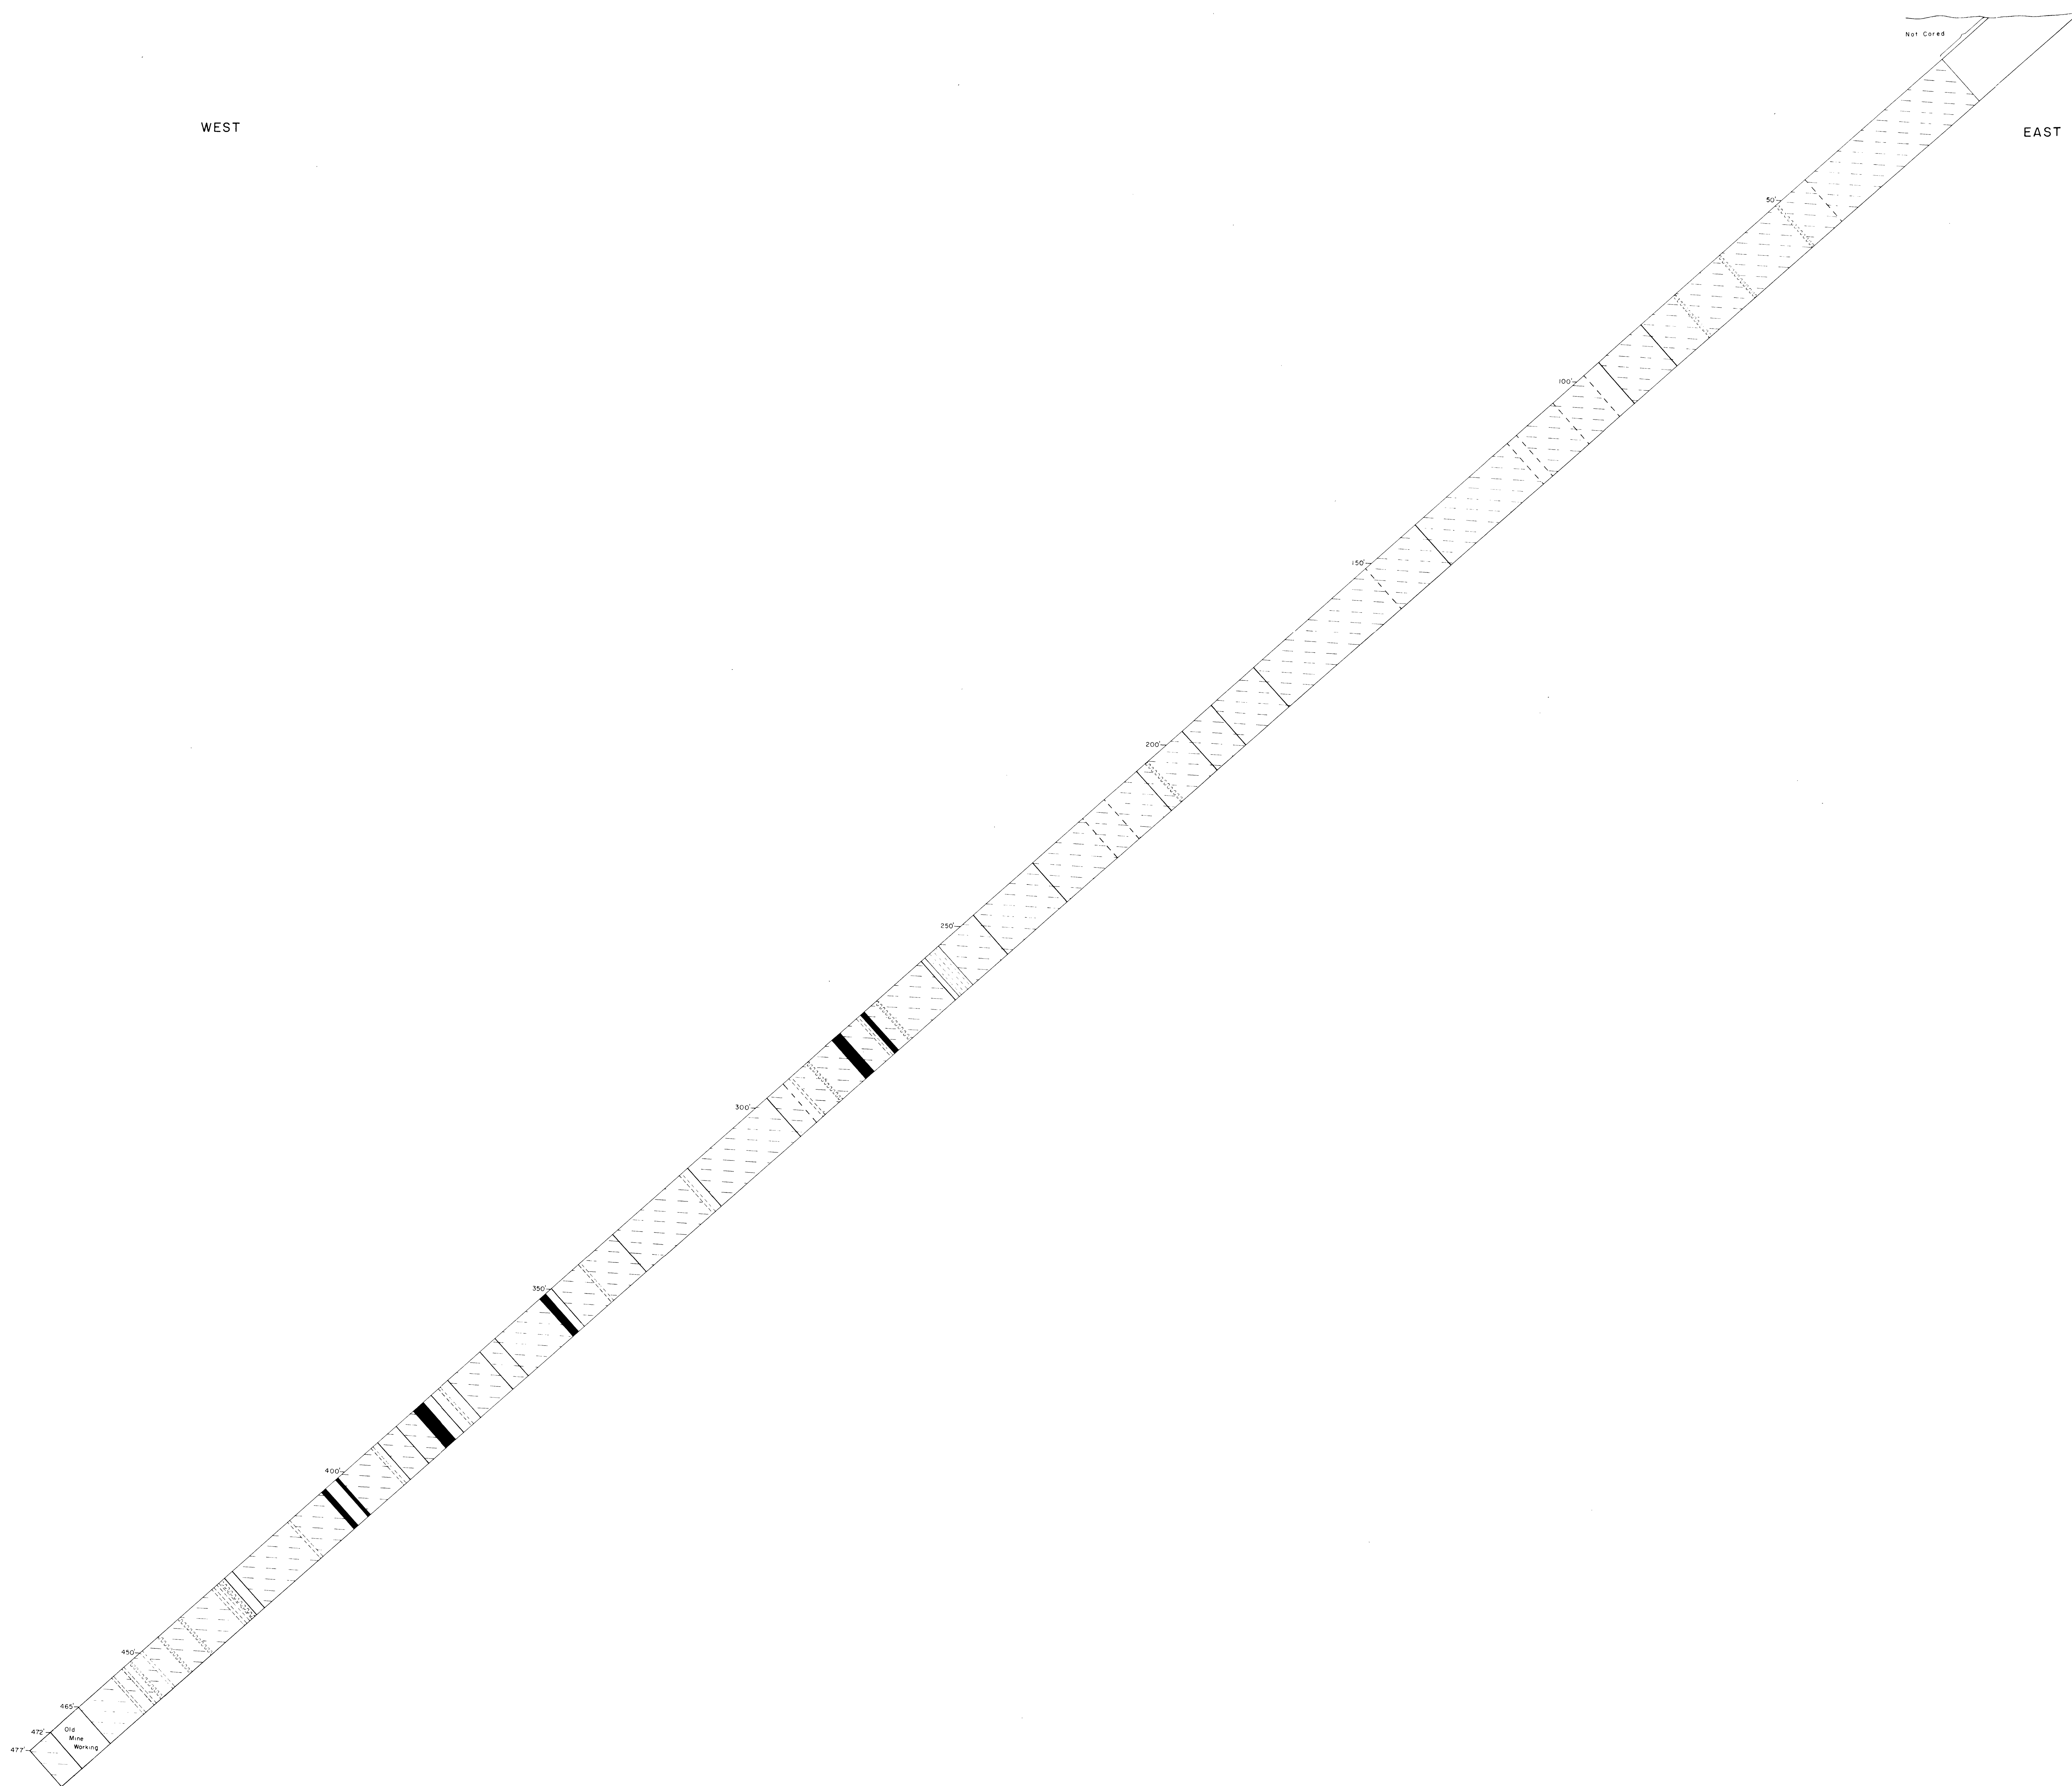 Not Cored
WEST
EAST
50'
100'
150'
200'
250'
300'
350'
400'
450'
465'
472'
Old
Mine
Working
477'